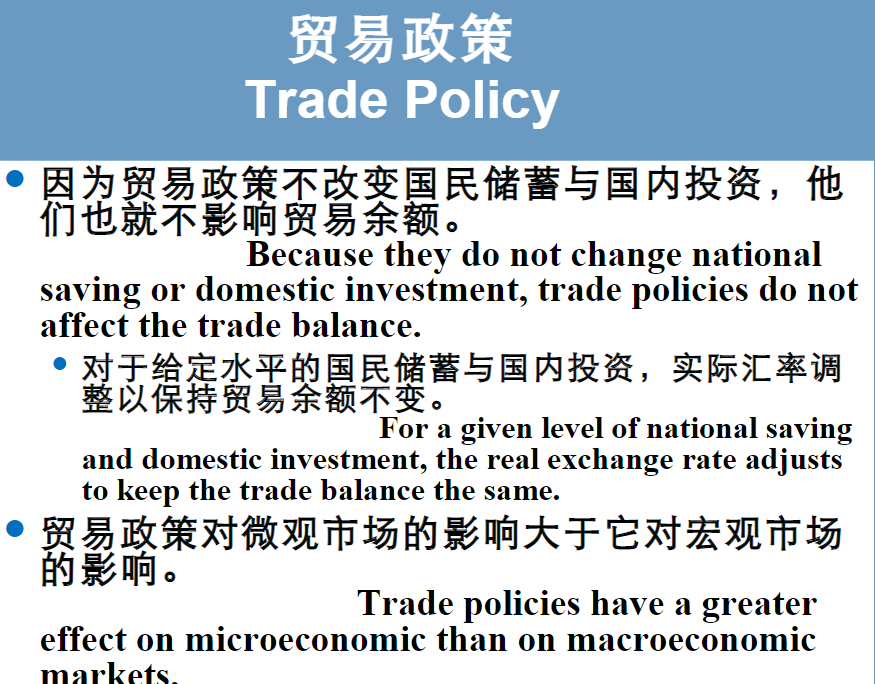 贸易政策
Trade Policy
因为贸易政策不改变国民储蓄与国内投资，他
们也就不影响贸易余额。
Because they do not change national
saving or domestic investment, trade policies do not
affect the trade balance.
对于给定水平的国民储蓄与国内投资，实际汇率调
整以保持贸易余额不变。
For a given level of national saving
and domestic investment, the real exchange rate adjusts
to keep the trade balance the same.
贸易政策对微观市场的影响大于它对宏观市场
的影响。
Trade policies have a greater
effect on microeconomic than on macroeconomic
markets.